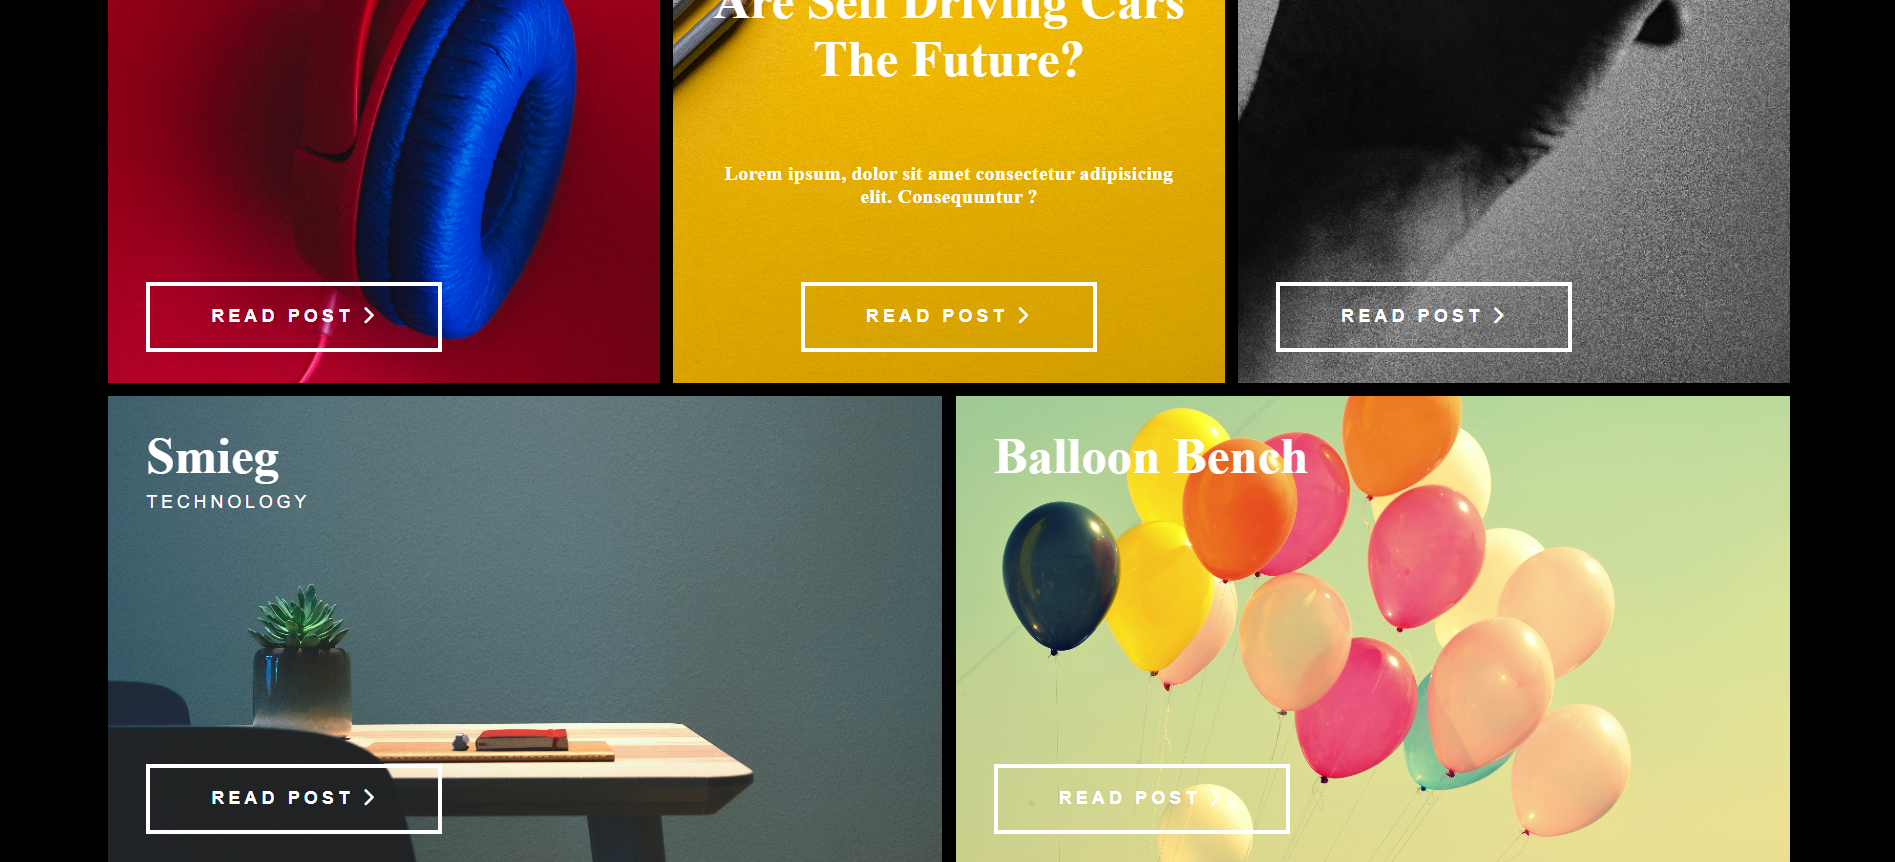 Are Self Driving Cars
The Future?
Lorem ipsum, dolor sit amet consectetur adipisicing
elit. Consequuntur ?
READ POST
READ POST
READ POST
Smieg
TECHNOLOGY
Balloon Bench
READ POST
READ POST